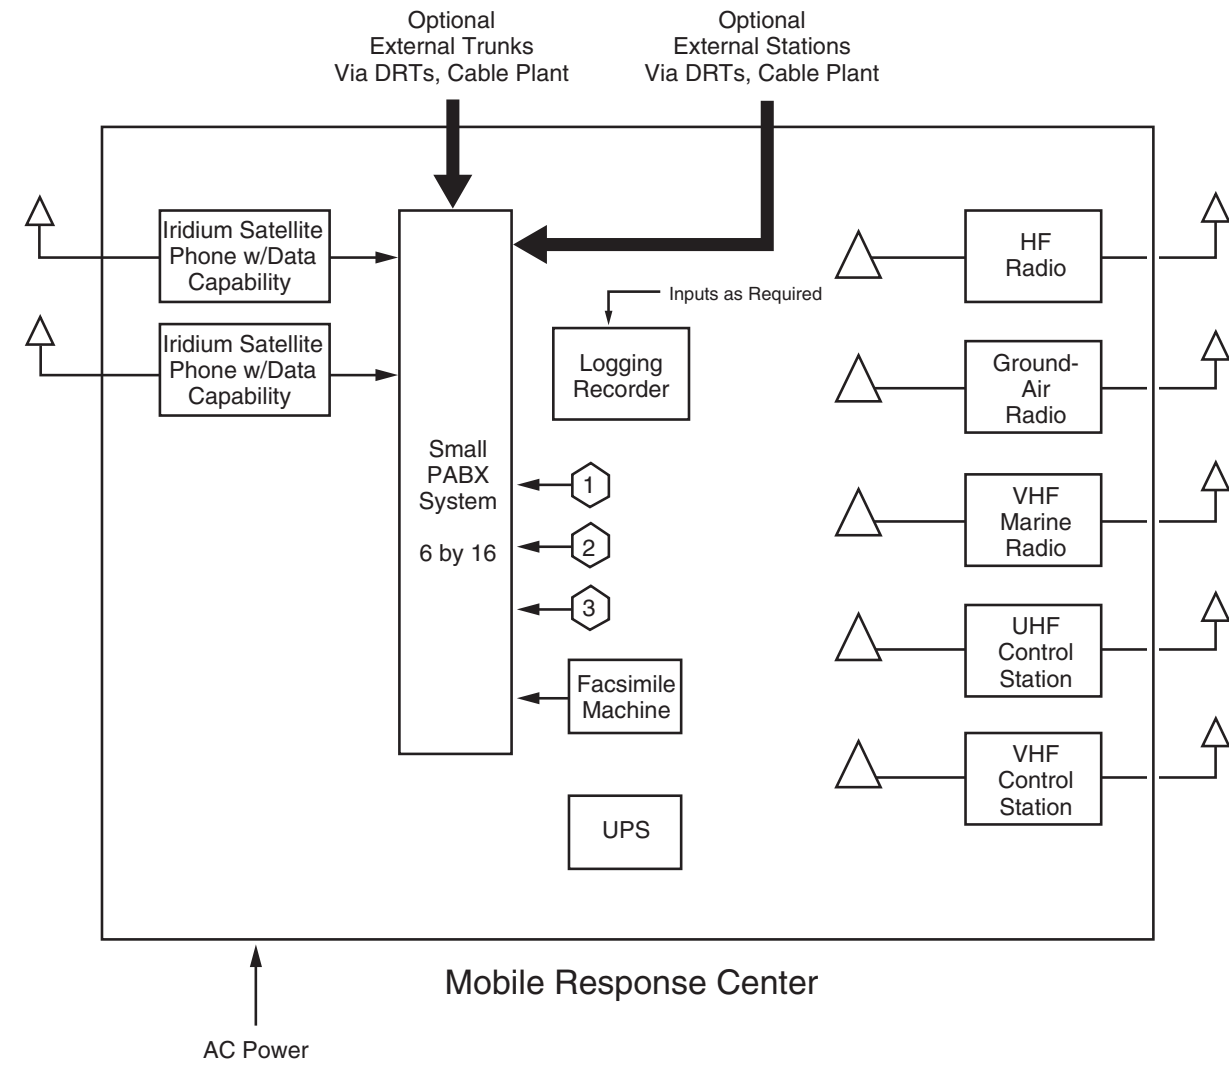 Optional
External Trunks
Via DRTs, Cable Plant
Optional
External Stations
Via DRTs, Cable Plant
Iridium Satellite
Phone w/Data
Capability
Iridium Satellite
Phone w/Data
Capability
Small
PABX
System
6 by 16
Inputs as Required
Logging
Recorder
1
2
3
Facsimile
Machine
UPS
HF
Radio
Ground-
Air
Radio
VHF
Marine
Radio
UHF
Control
Station
VHF
Control
Station
Mobile Response Center
AC Power